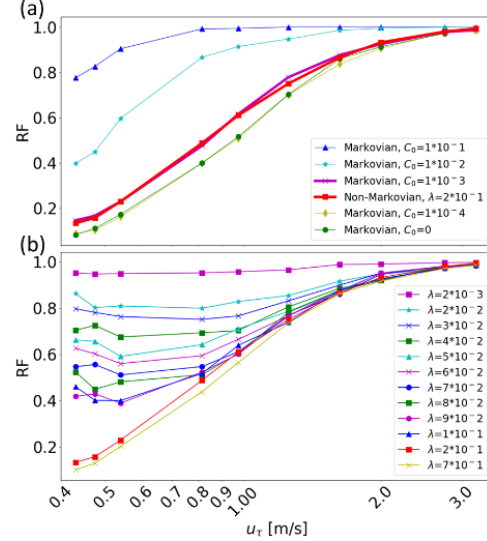 (a)
1.0
0.8
0.6
0.4
0.2
RF
Markovian, C₀=1*10⁻1
Markovian, C₀=1*10⁻2
Markovian, C₀=1*10⁻3
Non-Markovian, λ=2*10⁻1
Markovian, C₀=1*10⁻4
Markovian, C₀=0
(b)
1.0
0.8
0.6
0.4
0.2
RF
λ=2*10⁻3
λ=2*10⁻2
λ=3*10⁻2
λ=4*10⁻2
λ=5*10⁻2
λ=6*10⁻2
λ=7*10⁻2
λ=8*10⁻2
λ=9*10⁻2
λ=1*10⁻1
λ=2*10⁻1
λ=7*10⁻1
0.4 0.5 0.6 0.7 0.8 0.9 1.00 2.0 3.0
u_τ [m/s]